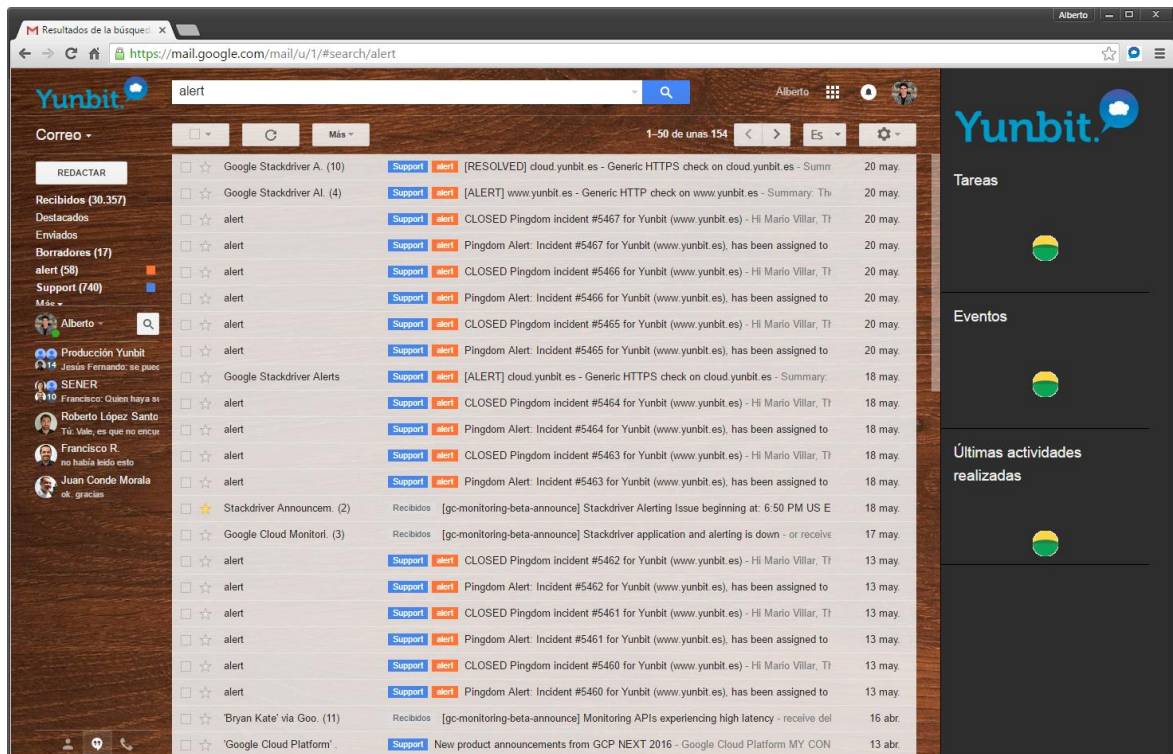 Alberto
Resultados de la búsqued
https://mail.google.com/mail/u/1/#search/alert
Yunbit.
alert
Alberto
Correo
Más
1–50 de unas 154
Es
REDACTAR
Recibidos (30.357)
Destacados
Enviados
Borradores (17)
alert (58)
Support (740)
Más
Alberto
Producción Yunbit
14 Jesús Fernando: se puec
SENER
10 Francisco: Quien haya su
Roberto López Santo
Tú: Vale, es que no encur
Francisco R.
no había leido esto
Juan Conde Morala
ok. gracias
Google Stackdriver A. (10) Support alert [RESOLVED] cloud.yunbit.es - Generic HTTPS check on cloud.yunbit.es - Summ 20 may.
Google Stackdriver Al. (4) Support alert [ALERT] www.yunbit.es - Generic HTTP check on www.yunbit.es - Summary: The 20 may.
alert Support alert CLOSED Pingdom incident #5467 for Yunbit (www.yunbit.es) - Hi Mario Villar, Th 20 may.
alert Support alert Pingdom Alert: Incident #5467 for Yunbit (www.yunbit.es), has been assigned to 20 may.
alert Support alert CLOSED Pingdom incident #5466 for Yunbit (www.yunbit.es) - Hi Mario Villar, Th 20 may.
alert Support alert Pingdom Alert: Incident #5466 for Yunbit (www.yunbit.es), has been assigned to 20 may.
alert Support alert CLOSED Pingdom incident #5465 for Yunbit (www.yunbit.es) - Hi Mario Villar, Th 20 may.
alert Support alert Pingdom Alert: Incident #5465 for Yunbit (www.yunbit.es), has been assigned to 20 may.
Google Stackdriver Alerts Support alert [ALERT] cloud.yunbit.es - Generic HTTPS check on cloud.yunbit.es - Summary: 18 may.
alert Support alert CLOSED Pingdom incident #5464 for Yunbit (www.yunbit.es) - Hi Mario Villar, Th 18 may.
alert Support alert Pingdom Alert: Incident #5464 for Yunbit (www.yunbit.es), has been assigned to 18 may.
alert Support alert CLOSED Pingdom incident #5463 for Yunbit (www.yunbit.es) - Hi Mario Villar, Th 18 may.
alert Support alert Pingdom Alert: Incident #5463 for Yunbit (www.yunbit.es), has been assigned to 18 may.
Stackdriver Announcem. (2) Recibidos [gc-monitoring-beta-announce] Stackdriver Alerting Issue beginning at: 6:50 PM US E 18 may.
Google Cloud Monitori. (3) Recibidos [gc-monitoring-beta-announce] Stackdriver application and alerting is down - or receive 17 may.
alert Support alert CLOSED Pingdom incident #5462 for Yunbit (www.yunbit.es) - Hi Mario Villar, Th 13 may.
alert Support alert Pingdom Alert: Incident #5462 for Yunbit (www.yunbit.es), has been assigned to 13 may.
alert Support alert CLOSED Pingdom incident #5461 for Yunbit (www.yunbit.es) - Hi Mario Villar, Th 13 may.
alert Support alert Pingdom Alert: Incident #5461 for Yunbit (www.yunbit.es), has been assigned to 13 may.
alert Support alert CLOSED Pingdom incident #5460 for Yunbit (www.yunbit.es) - Hi Mario Villar, Th 13 may.
alert Support alert Pingdom Alert: Incident #5460 for Yunbit (www.yunbit.es), has been assigned to 13 may.
'Bryan Kate' via Goo. (11) Recibidos [gc-monitoring-beta-announce] Monitoring APIs experiencing high latency - receive del 16 abr.
'Google Cloud Platform' . Support New product announcements from GCP NEXT 2016 - Google Cloud Platform MY CON 13 abr.
Yunbit.
Tareas
Eventos
Últimas actividades
realizadas